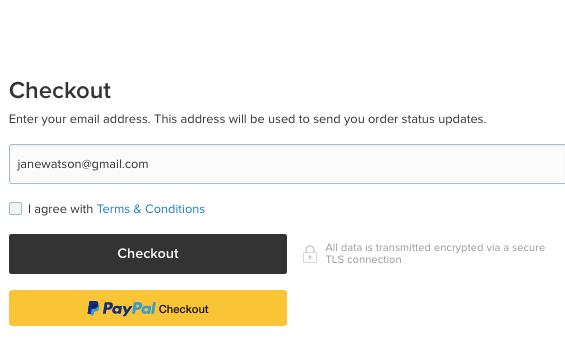 Checkout
Enter your email address. This address will be used to send you order status updates.
janewatson@gmail.com
I agree with Terms & Conditions
Checkout
All data is transmitted encrypted via a secure
TLS connection
PayPal Checkout